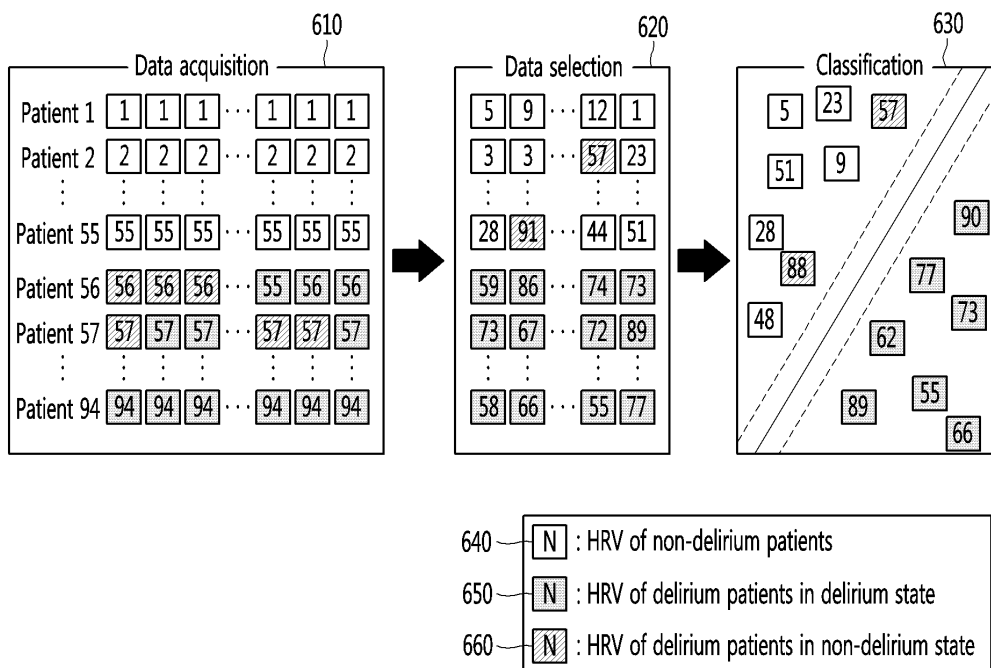 610
620
630
Data acquisition
Data selection
Classification
Patient 1 1 1 1 ··· 1 1 1
Patient 2 2 2 2 ··· 2 2 2
Patient 55 55 55 55 ··· 55 55 55
Patient 56 56 56 56 ··· 55 56 56
Patient 57 57 57 57 ··· 57 57 57
Patient 94 94 94 94 ··· 94 94 94
5 9 ··· 12 1
3 3 ··· 57 23
28 91 ··· 44 51
59 86 ··· 74 73
73 67 ··· 72 89
58 66 ··· 55 77
5 23 57
51 9
28 90
88 77
48 73
62
89 55
66
640 N : HRV of non-delirium patients
650 N : HRV of delirium patients in delirium state
660 N : HRV of delirium patients in non-delirium state